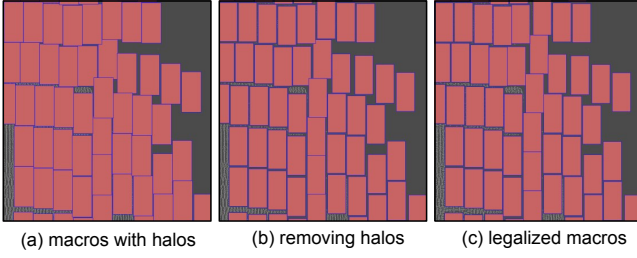 (a) macros with halos
(b) removing halos
(c) legalized macros